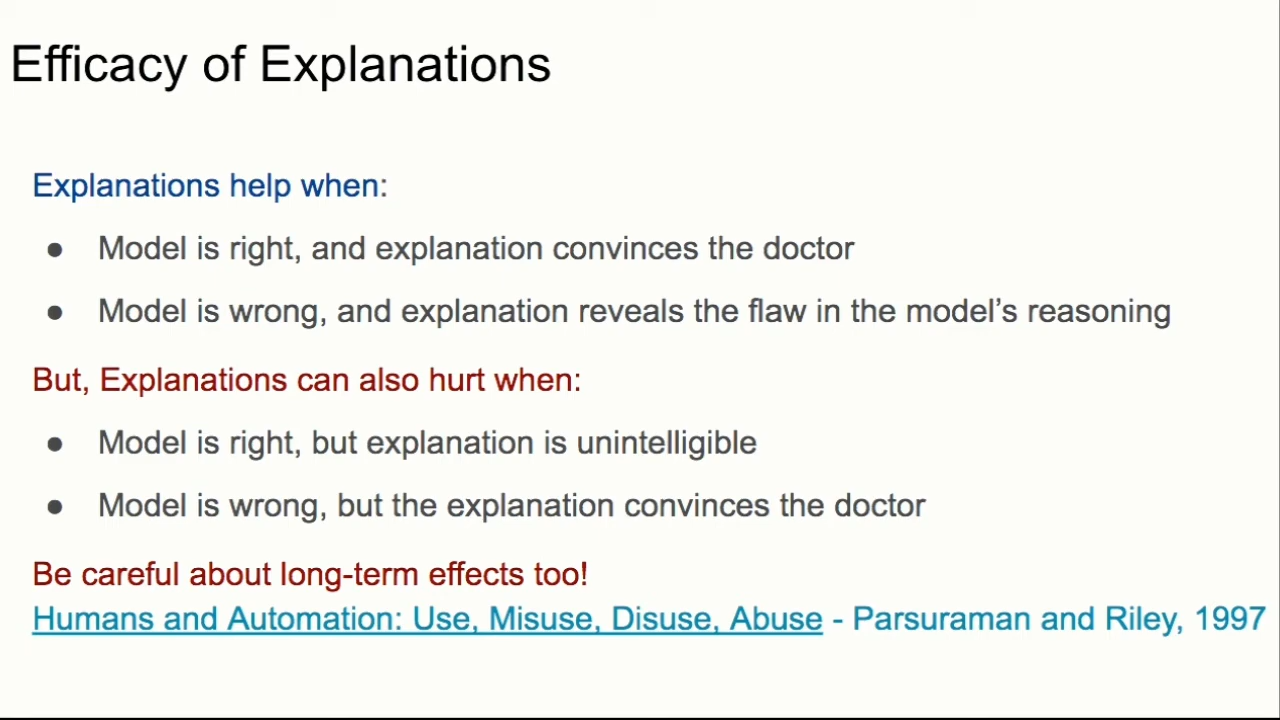 Efficacy of Explanations
Explanations help when:
● Model is right, and explanation convinces the doctor
● Model is wrong, and explanation reveals the flaw in the model’s reasoning
But, Explanations can also hurt when:
● Model is right, but explanation is unintelligible
● Model is wrong, but the explanation convinces the doctor
Be careful about long-term effects too!
Humans and Automation: Use, Misuse, Disuse, Abuse - Parsuraman and Riley, 1997